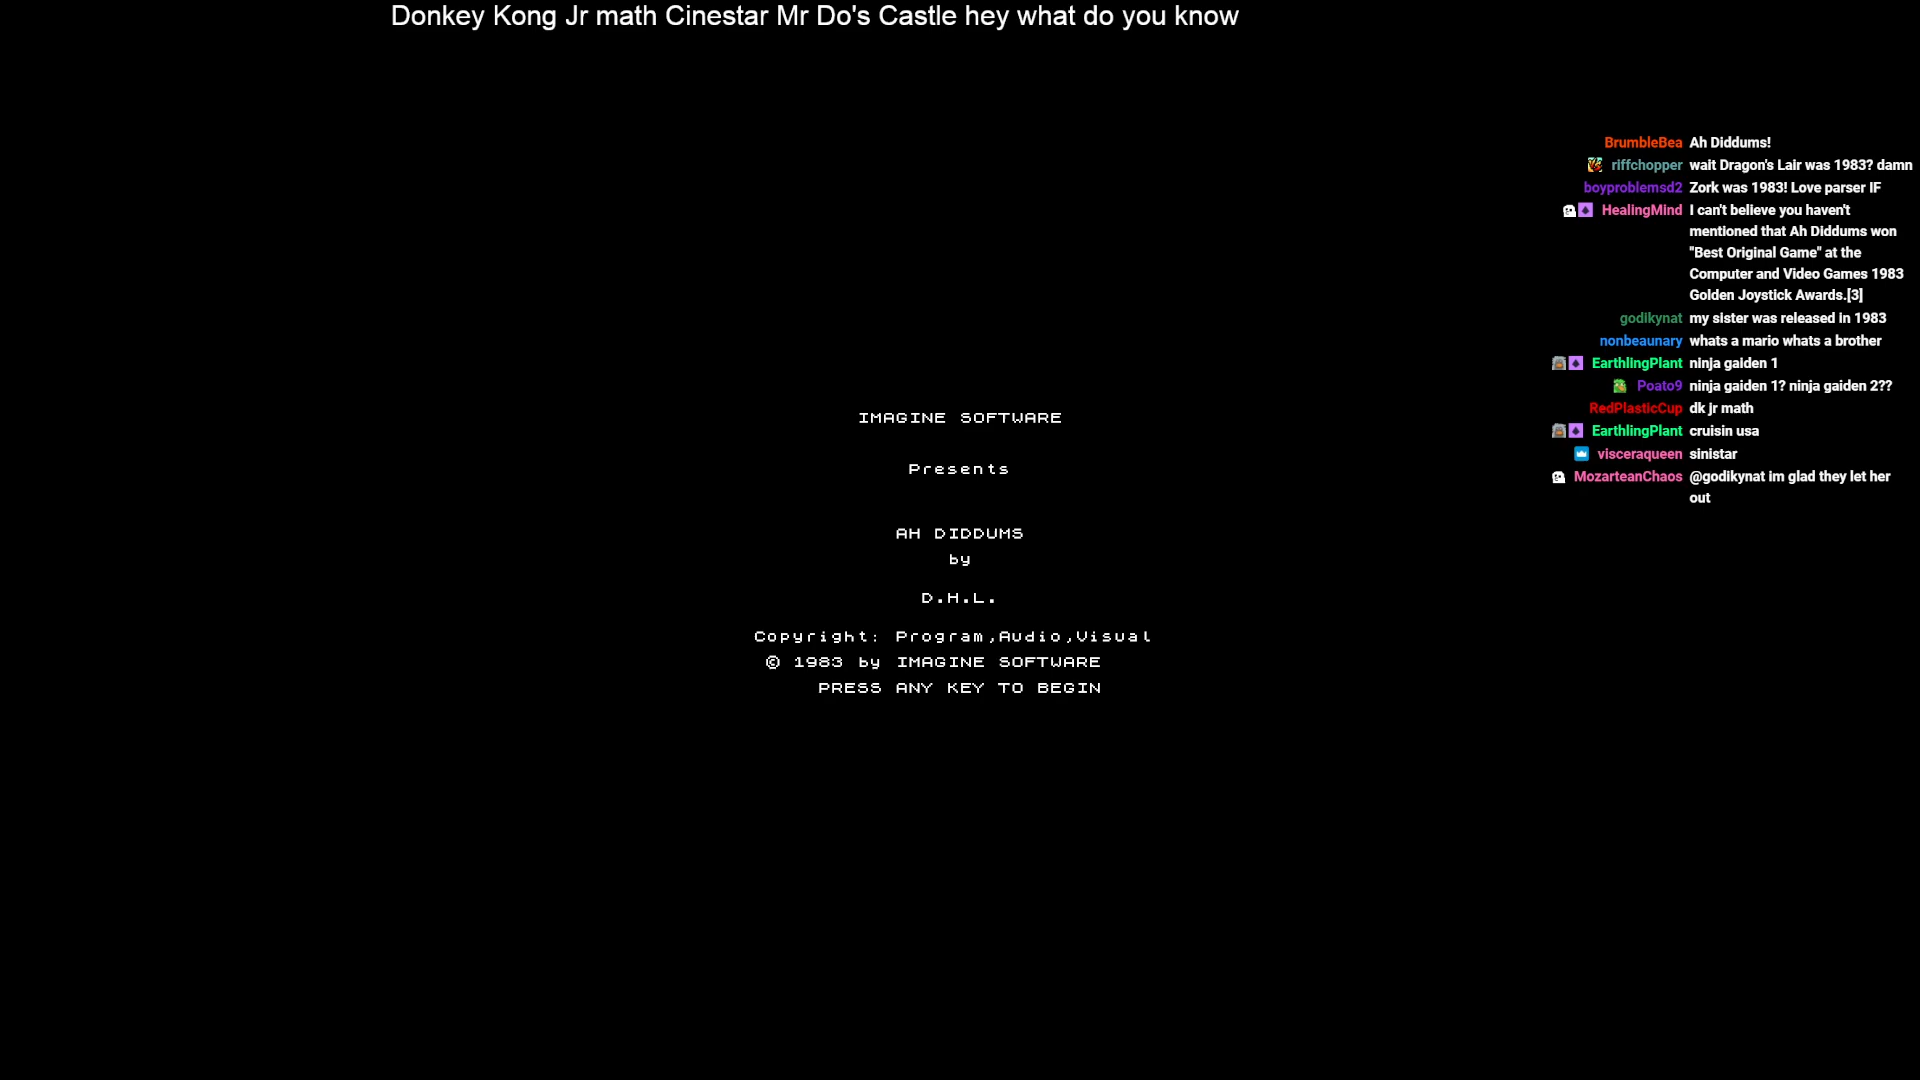 Donkey Kong Jr math Cinestar Mr Do's Castle hey what do you know
BrumbleBea Ah Diddums!
riffchopper wait Dragon's Lair was 1983? damn
boyproblemsd2 Zork was 1983! Love parser IF
HealingMind I can't believe you haven't
mentioned that Ah Diddums won
"Best Original Game" at the
Computer and Video Games 1983
Golden Joystick Awards.[3]
godikynat my sister was released in 1983
nonbeaunary whats a mario whats a brother
EarthlingPlant ninja gaiden 1
Poato9 ninja gaiden 1? ninja gaiden 2??
RedPlasticCup dk jr math
EarthlingPlant cruisin usa
visceraqueen sinistar
MozarteanChaos @godikynat im glad they let her
out
IMAGINE SOFTWARE
Presents
AH DIDDUMS
by
D.H.L.
Copyright: Program,Audio,Visual
© 1983 by IMAGINE SOFTWARE
PRESS ANY KEY TO BEGIN